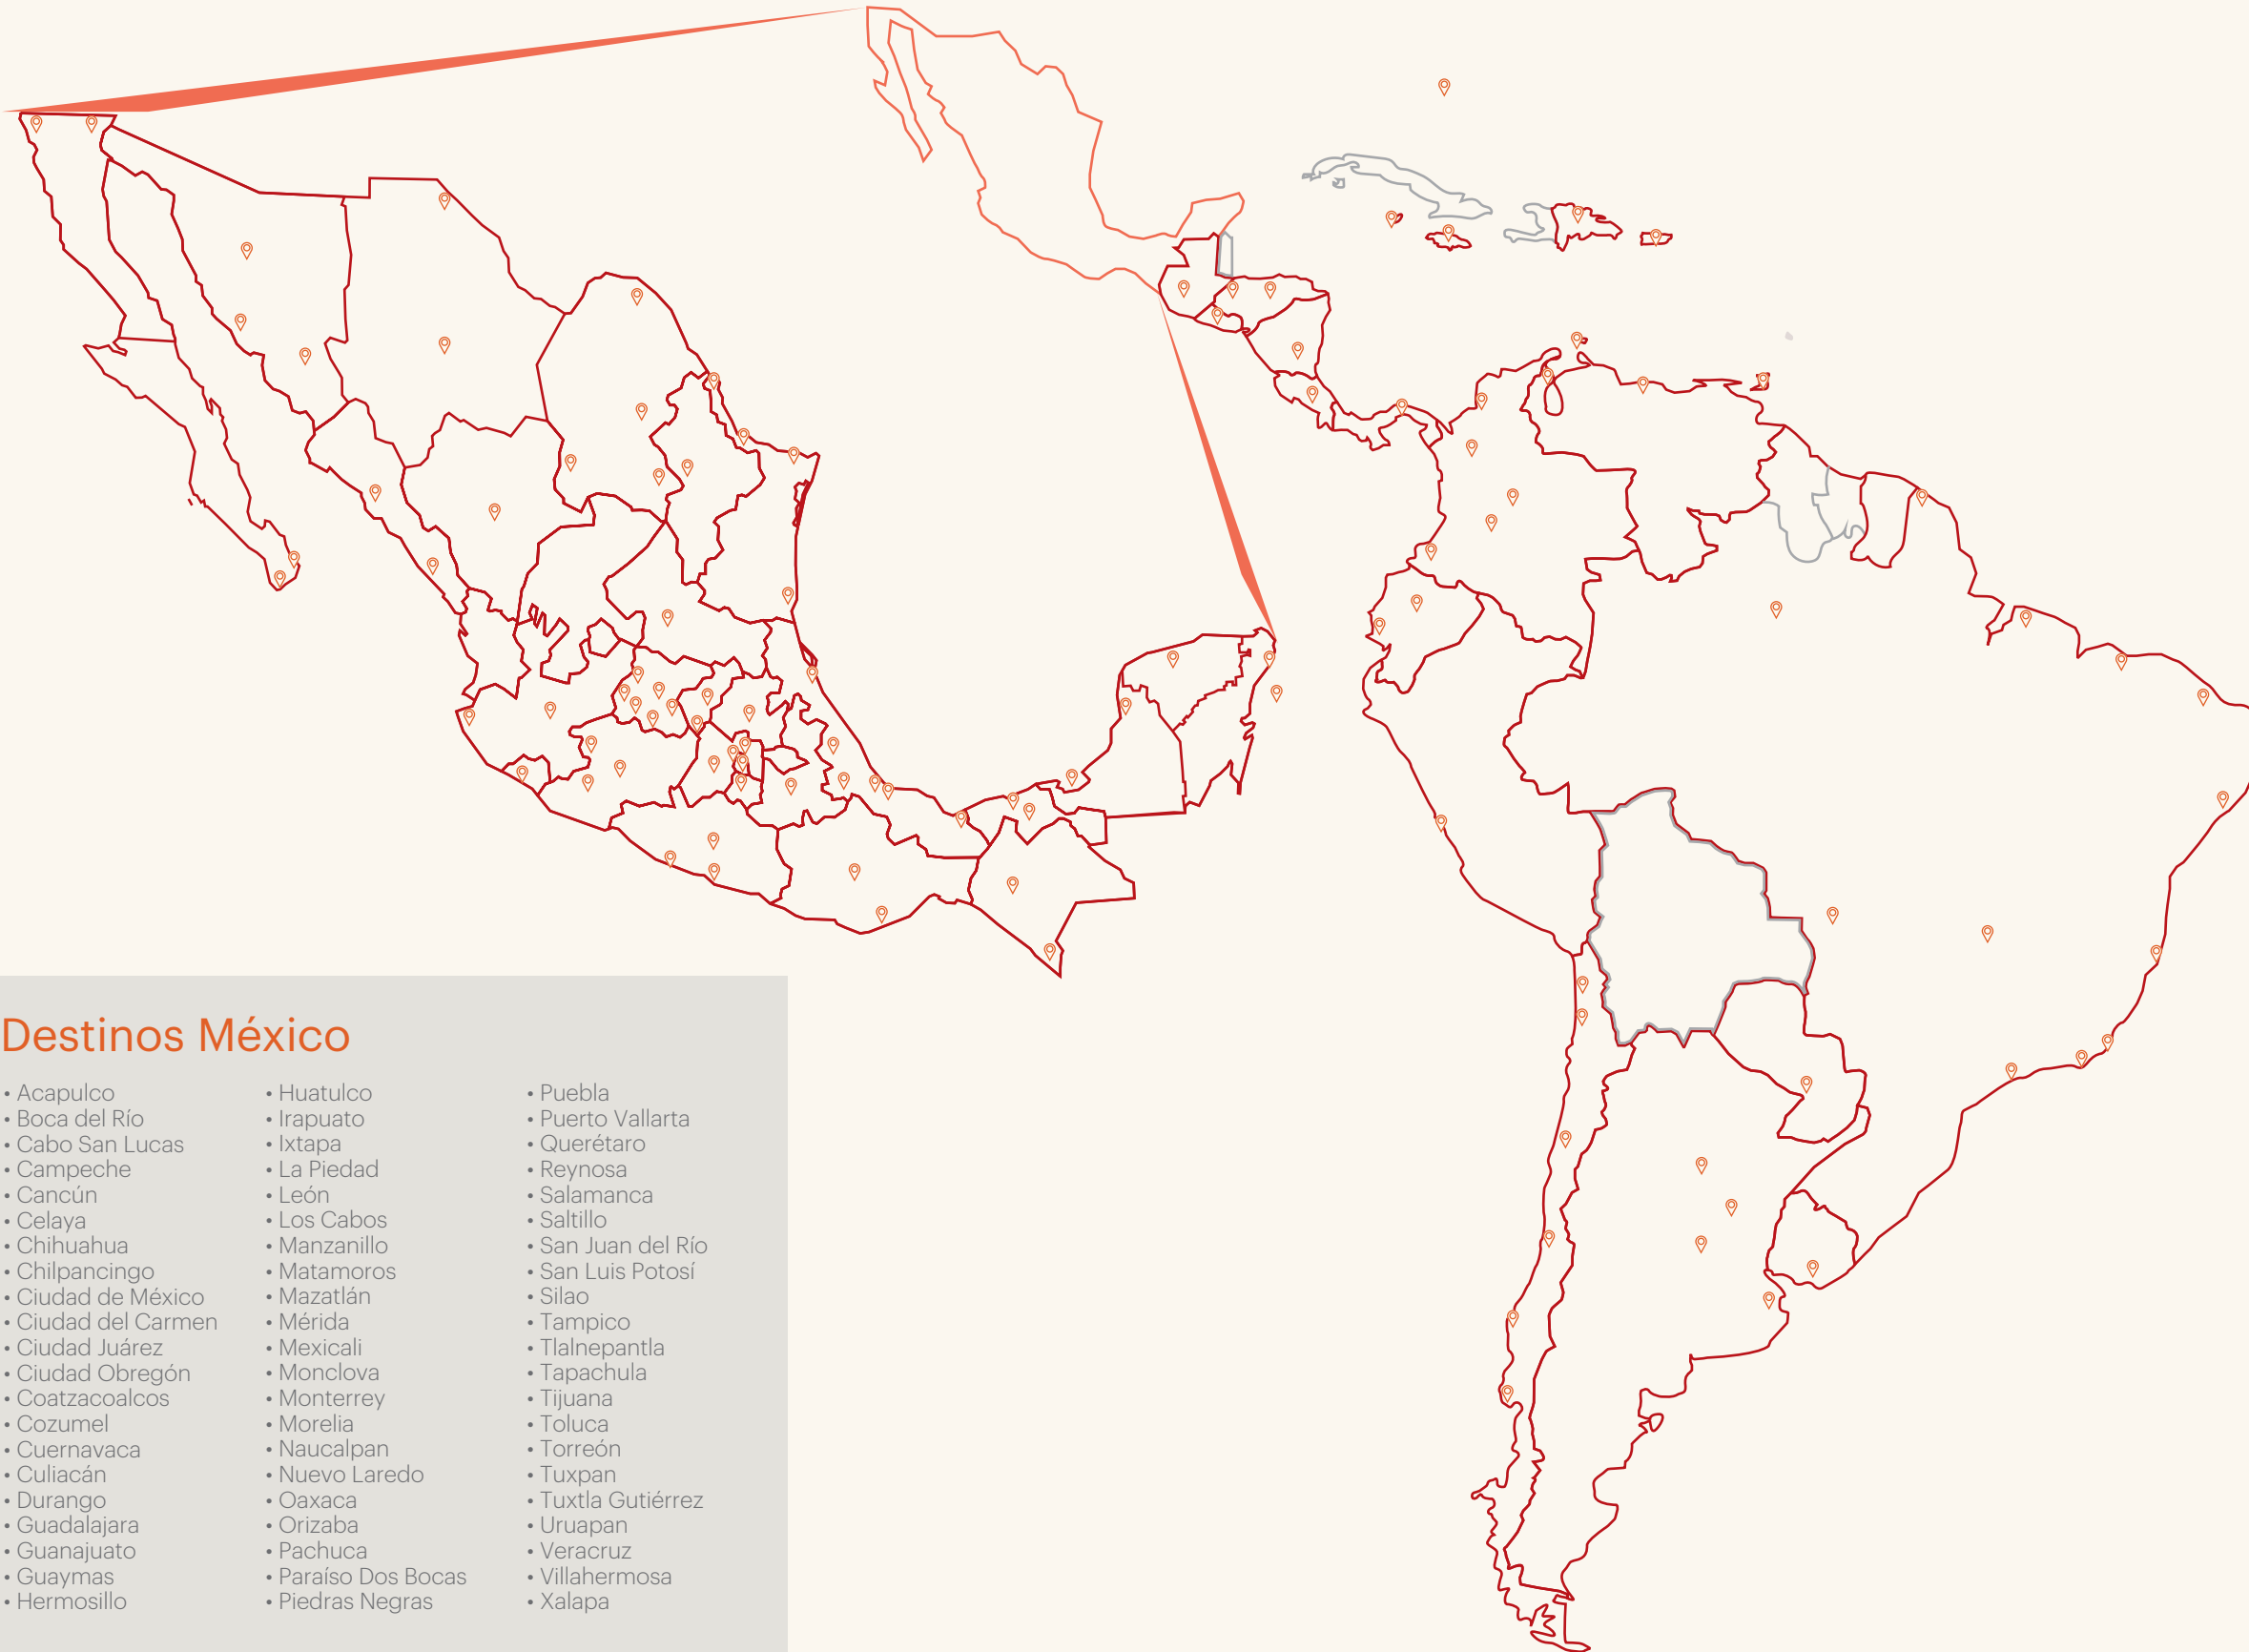 Destinos México
• Acapulco
• Boca del Río
• Cabo San Lucas
• Campeche
• Cancún
• Celaya
• Chihuahua
• Chilpancingo
• Ciudad de México
• Ciudad del Carmen
• Ciudad Juárez
• Ciudad Obregón
• Coatzacoalcos
• Cozumel
• Cuernavaca
• Culiacán
• Durango
• Guadalajara
• Guanajuato
• Guaymas
• Hermosillo
• Huatulco
• Irapuato
• Ixtapa
• La Piedad
• León
• Los Cabos
• Manzanillo
• Matamoros
• Mazatlán
• Mérida
• Mexicali
• Monclova
• Monterrey
• Morelia
• Naucalpan
• Nuevo Laredo
• Oaxaca
• Orizaba
• Pachuca
• Paraíso Dos Bocas
• Piedras Negras
• Puebla
• Puerto Vallarta
• Querétaro
• Reynosa
• Salamanca
• Saltillo
• San Juan del Río
• San Luis Potosí
• Silao
• Tampico
• Tlalnepantla
• Tapachula
• Tijuana
• Toluca
• Torreón
• Tuxpan
• Tuxtla Gutiérrez
• Uruapan
• Veracruz
• Villahermosa
• Xalapa